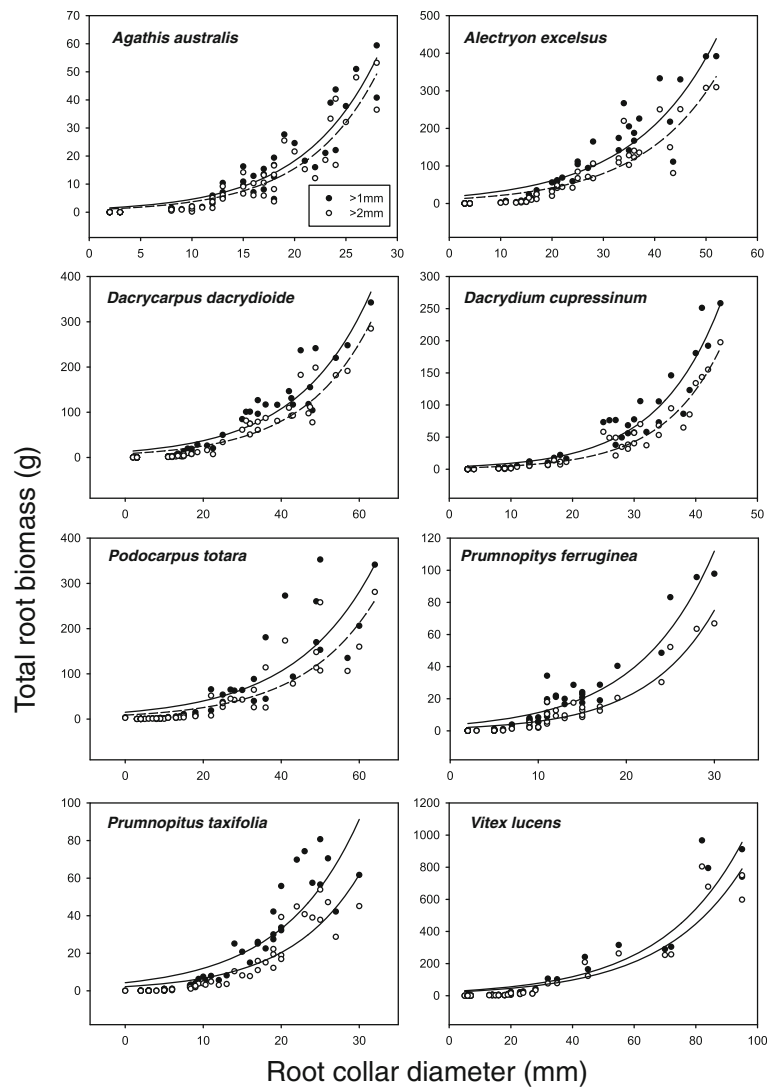 Total root biomass (g)
Agathis australis
70
60
50
40
30
20
10
0
0 5 10 15 20 25 30
>1mm
>2mm
Alectryon excelsus
500
400
300
200
100
0
0 10 20 30 40 50 60
Dacrycarpus dacrydioide
400
300
200
100
0
0 20 40 60
Dacrydium cupressinum
300
250
200
150
100
50
0
0 10 20 30 40 50
Podocarpus totara
400
300
200
100
0
0 20 40 60
Prumnopitys ferruginea
120
100
80
60
40
20
0
0 10 20 30
Prumnopitus taxifolia
100
80
60
40
20
0
0 10 20 30
Vitex lucens
1200
1000
800
600
400
200
0
0 20 40 60 80 100
Root collar diameter (mm)